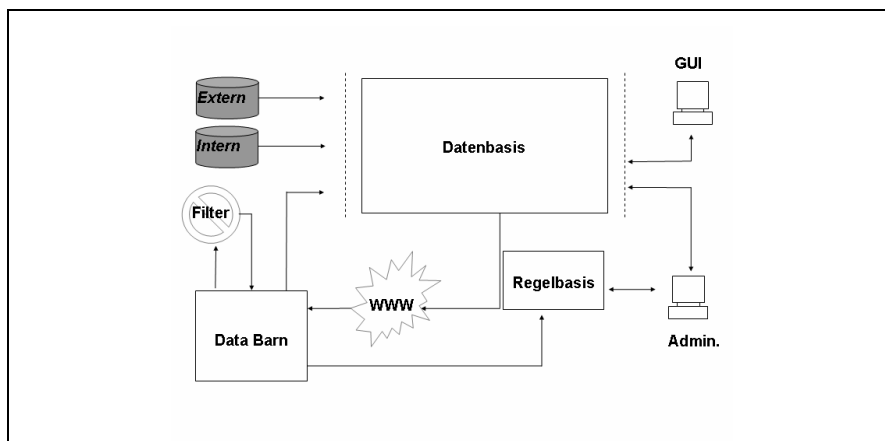 GUI
Extern
Intern
Datenbasis
Filter
Regelbasis
WWW
Data Barn
Admin.